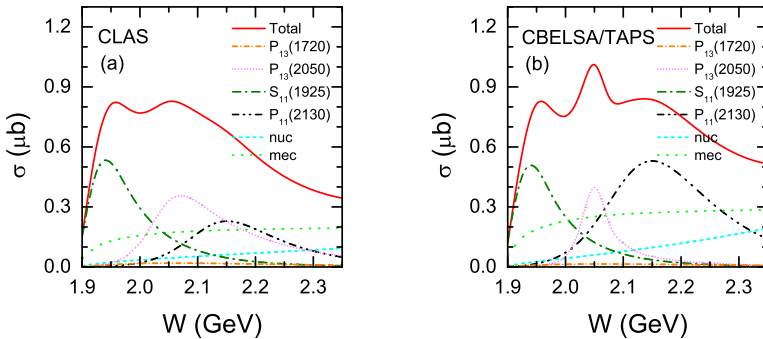 CLAS
(a)
Total
P₁₃(1720)
P₁₃(2050)
S₁₁(1925)
P₁₁(2130)
nuc
mec
σ (μb)
1.2
0.9
0.6
0.3
0.0
1.9 2.0 2.1 2.2 2.3
W (GeV)
CBELSA/TAPS
(b)
Total
P₁₃(1720)
P₁₃(2050)
S₁₁(1925)
P₁₁(2130)
nuc
mec
σ (μb)
1.2
0.9
0.6
0.3
0.0
1.9 2.0 2.1 2.2 2.3
W (GeV)